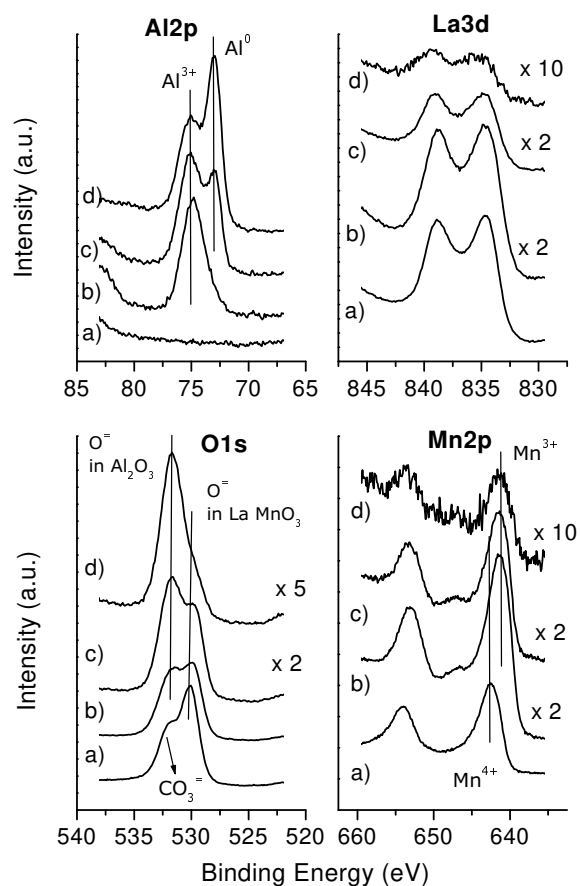 Al2p
La3d
Al³⁺
Al⁰
d)
c)
b)
a)
85 80 75 70 65
d)
c)
b)
a)
x 10
x 2
x 2
845 840 835 830
Intensity (a.u.)
O1s
O⁼
in Al₂O₃
O⁼
in La MnO₃
d)
c)
b)
a)
x 5
x 2
CO₃⁼
540 535 530 525 520
Mn2p
Mn³⁺
d)
c)
b)
a)
x 10
x 2
x 2
Mn⁴⁺
660 650 640
Intensity (a.u.)
Binding Energy (eV)